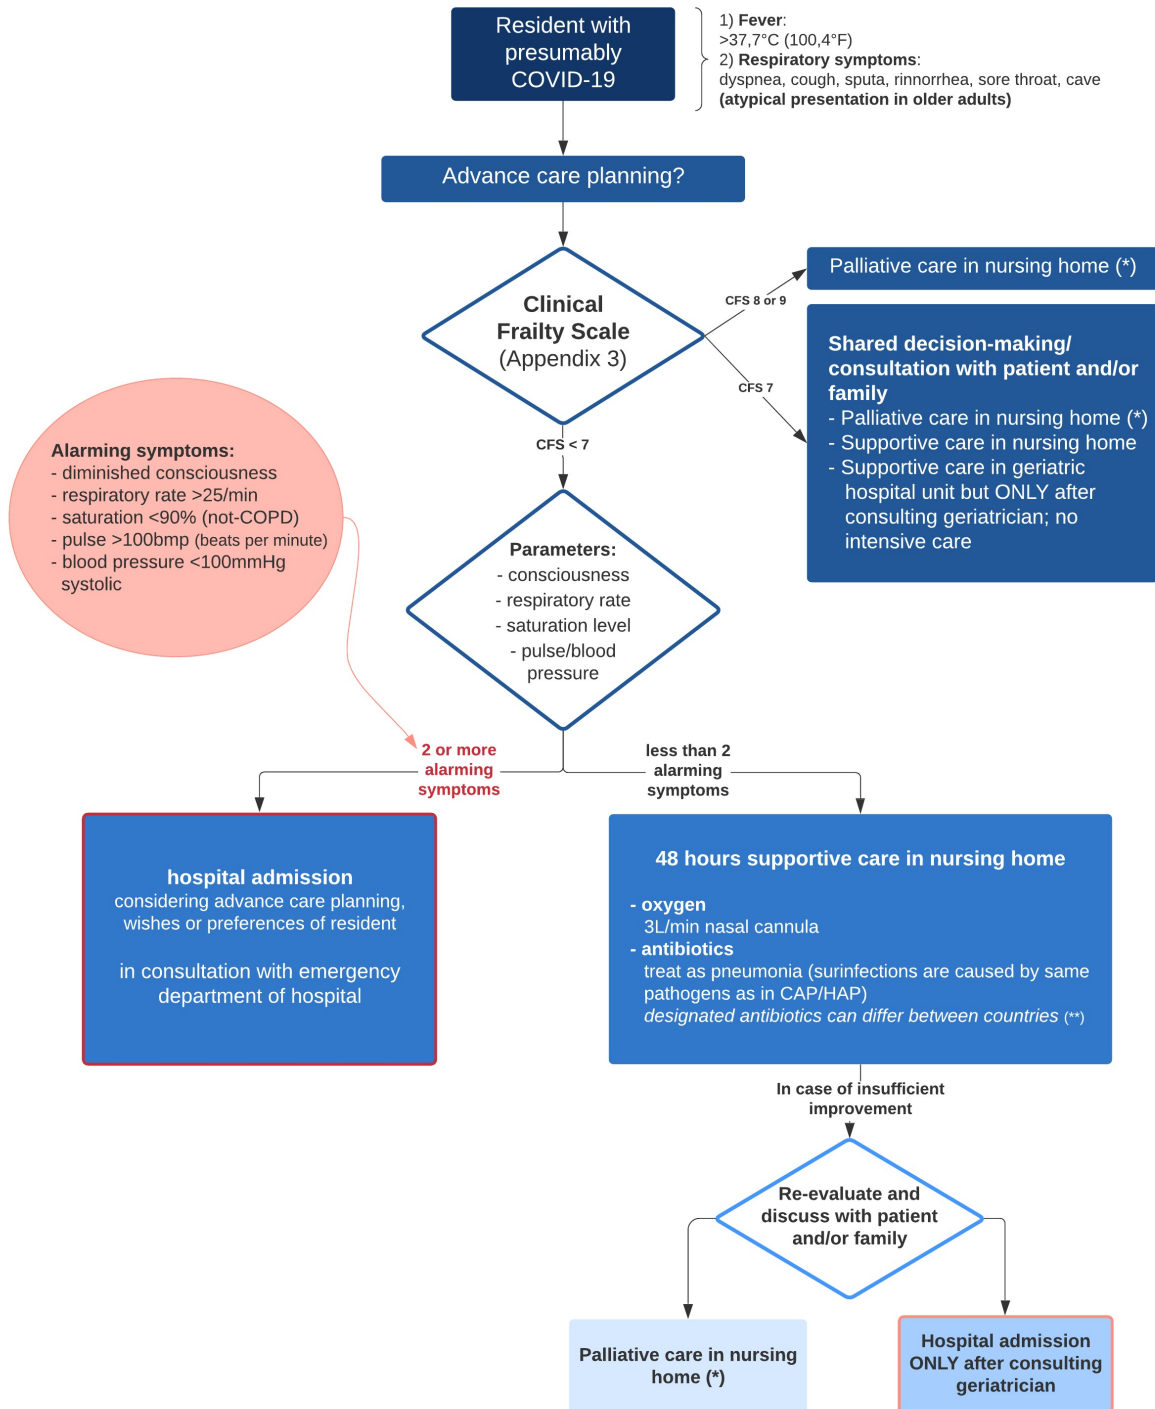 Resident with
presumably
COVID-19
1) Fever:
>37,7°C (100,4°F)
2) Respiratory symptoms:
dyspnea, cough, sputa, rinnorrhea, sore throat, cave
(atypical presentation in older adults)
Advance care planning?
Clinical
Frailty Scale
(Appendix 3)
CFS 8 or 9
Palliative care in nursing home (*)
CFS 7
Shared decision-making/
consultation with patient and/or
family
- Palliative care in nursing home (*)
- Supportive care in nursing home
- Supportive care in geriatric
hospital unit but ONLY after
consulting geriatrician; no
intensive care
CFS < 7
Alarming symptoms:
- diminished consciousness
- respiratory rate >25/min
- saturation <90% (not-COPD)
- pulse >100bmp (beats per minute)
- blood pressure <100mmHg
systolic
Parameters:
- consciousness
- respiratory rate
- saturation level
- pulse/blood
pressure
2 or more
alarming
symptoms
less than 2
alarming
symptoms
hospital admission
considering advance care planning,
wishes or preferences of resident
in consultation with emergency
department of hospital
48 hours supportive care in nursing home
- oxygen
3L/min nasal cannula
- antibiotics
treat as pneumonia (surinfections are caused by same
pathogens as in CAP/HAP)
designated antibiotics can differ between countries (**)
In case of insufficient
improvement
Re-evaluate and
discuss with patient
and/or family
Palliative care in nursing
home (*)
Hospital admission
ONLY after consulting
geriatrician